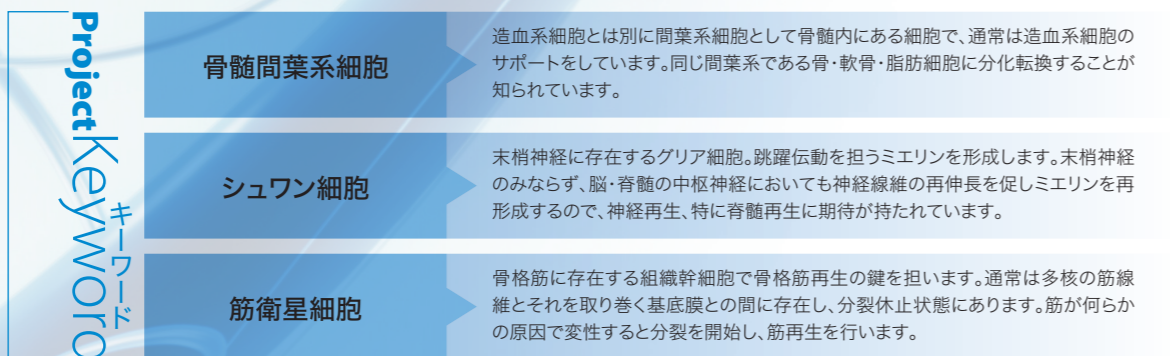 Project Keyword
キーワード
骨髄間葉系細胞
造血系細胞とは別に間葉系細胞として骨髄内にある細胞で、通常は造血系細胞の
サポートをしています。同じ間葉系である骨・軟骨・脂肪細胞に分化転換することが
知られています。
シュワン細胞
末梢神経に存在するグリア細胞。跳躍伝動を担うミエリンを形成します。末梢神経
のみならず、脳・脊髄の中枢神経においても神経線維の再伸長を促しミエリンを再
形成するので、神経再生、特に脊髄再生に期待が持たれています。
筋衛星細胞
骨格筋に存在する組織幹細胞で骨格筋再生の鍵を担います。通常は多核の筋線
維とそれを取り巻く基底膜との間に存在し、分裂休止状態にあります。筋が何らか
の原因で変性すると分裂を開始し、筋再生を行います。